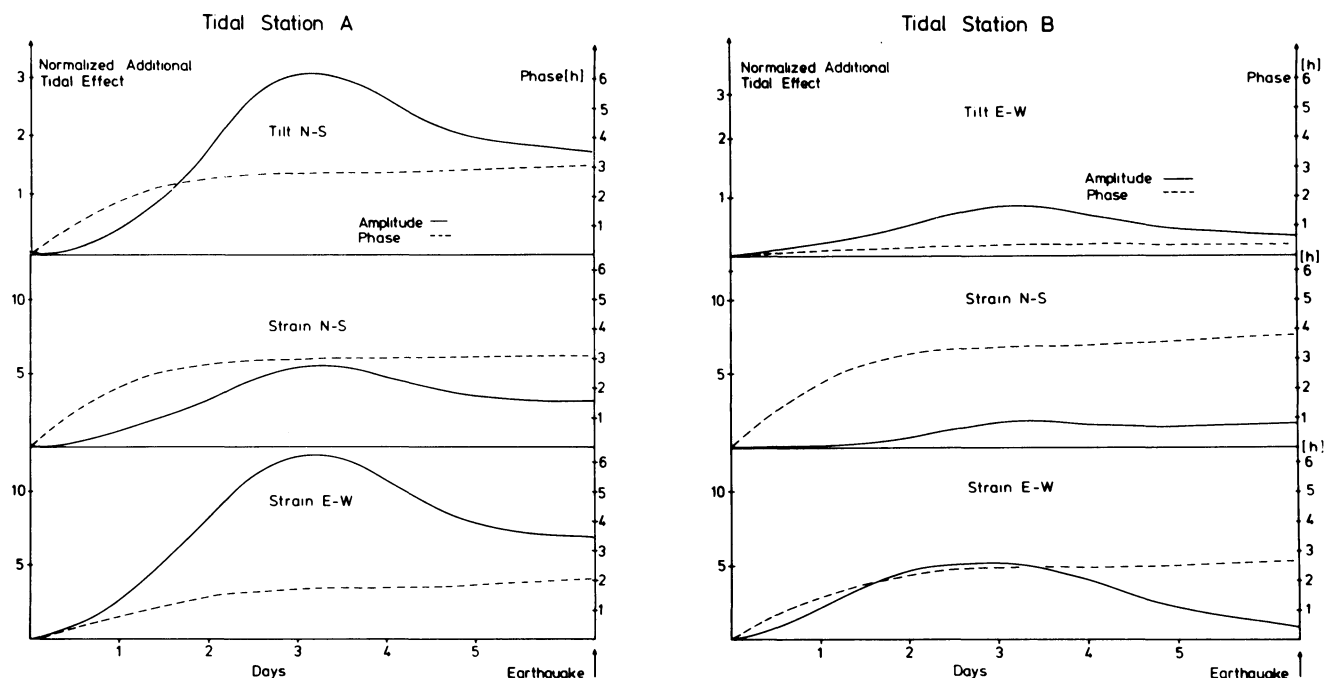 Tidal Station A
Normalized Additional
Tidal Effect
Phase[h]
3
2
1
6
5
4
3
2
1
Tilt N-S
Amplitude
Phase
10
5
6
5
4
3
2
1
Strain N-S
10
5
6
5
4
3
2
1
Strain E-W
1
2
3
4
5
Days
Earthquake
Tidal Station B
Normalized Additional
Tidal Effect
[h]
Phase
3
2
1
6
5
4
3
2
1
Tilt E-W
Amplitude
Phase
[h]
10
5
6
5
4
3
2
1
Strain N-S
[h]
10
5
6
5
4
3
2
1
Strain E-W
1
2
3
4
5
Days
Earthquake